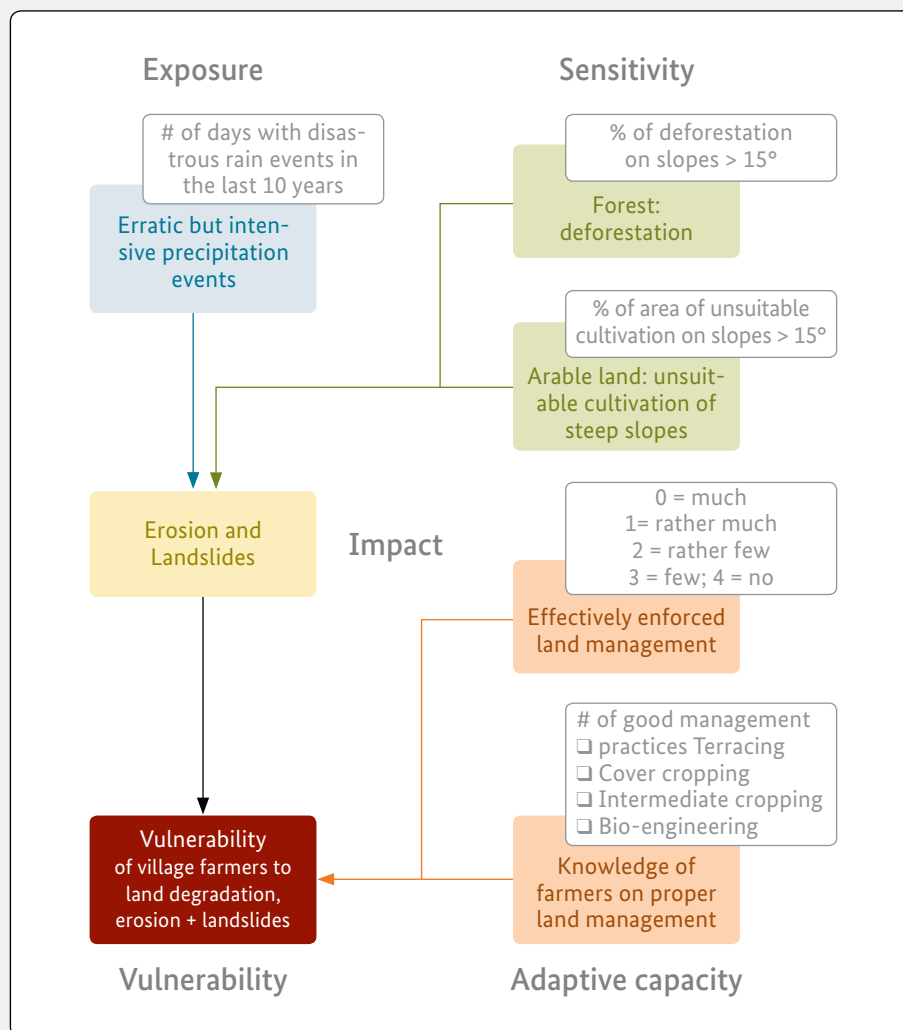 Exposure
# of days with disas-
trous rain events in
the last 10 years
Erratic but inten-
sive precipitation
events
Sensitivity
% of deforestation
on slopes > 15°
Forest:
deforestation
% of area of unsuitable
cultivation on slopes > 15°
Arable land: unsuit-
able cultivation of
steep slopes
Erosion and
Landslides
Impact
0 = much
1= rather much
2 = rather few
3 = few; 4 = no
Effectively enforced
land management
# of good management
❑ practices Terracing
❑ Cover cropping
❑ Intermediate cropping
❑ Bio-engineering
Knowledge of
farmers on proper
land management
Vulnerability
of village farmers to
land degradation,
erosion + landslides
Vulnerability
Adaptive capacity